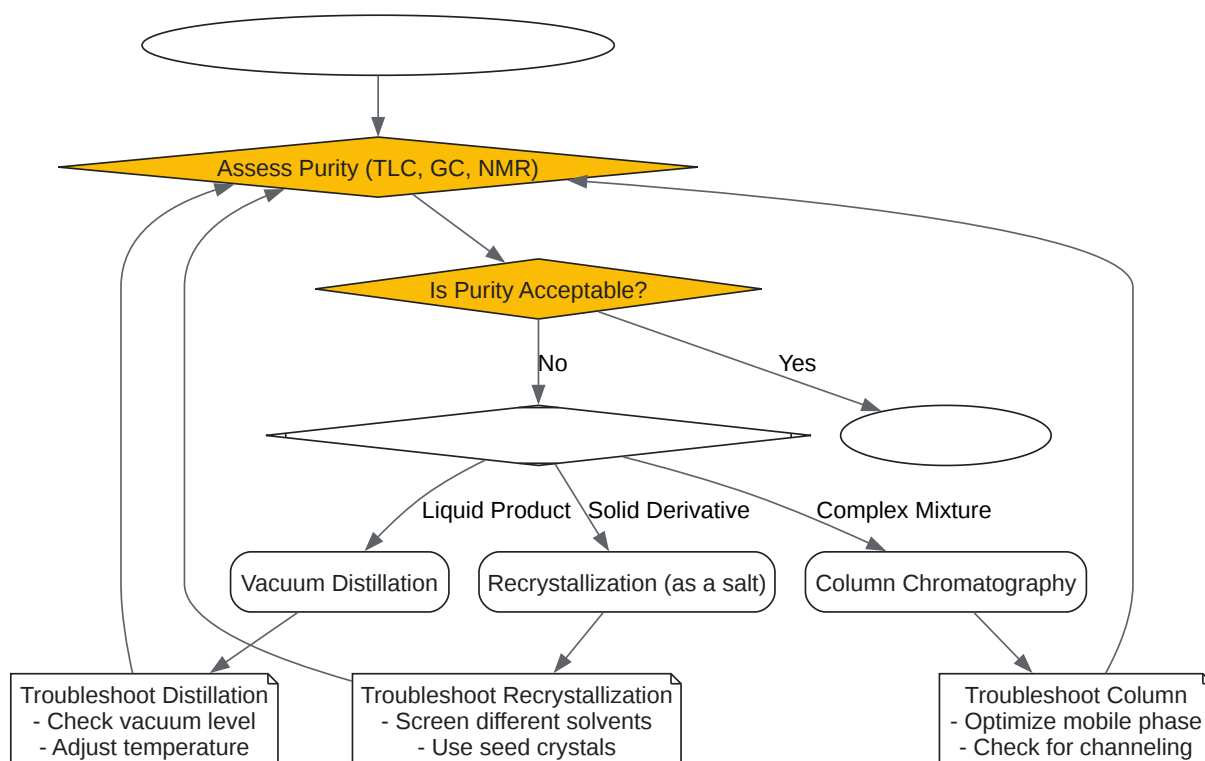 Assess Purity (TLC, GC, NMR)
Is Purity Acceptable?
No
Yes
Liquid Product
Solid Derivative
Complex Mixture
Vacuum Distillation
Recrystallization (as a salt)
Column Chromatography
Troubleshoot Distillation
- Check vacuum level
- Adjust temperature
Troubleshoot Recrystallization
- Screen different solvents
- Use seed crystals
Troubleshoot Column
- Optimize mobile phase
- Check for channeling